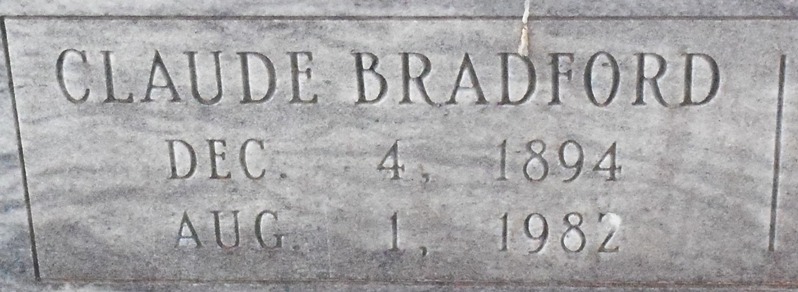 CLAUDE BRADFORD
DEC. 4, 1894
AUG. 1, 1982